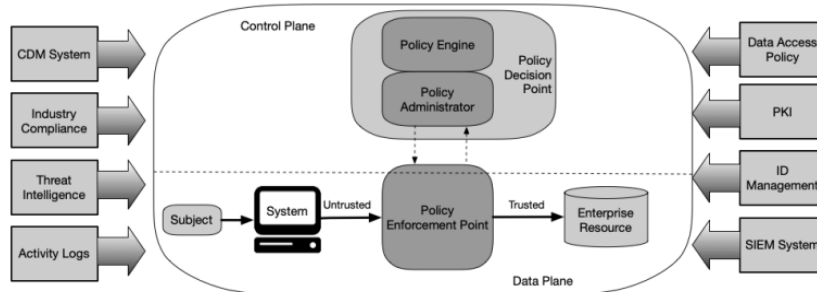 Control Plane
Policy Engine
Policy
Administrator
Policy
Decision
Point
CDM System
Industry
Compliance
Threat
Intelligence
Activity Logs
Subject
System
Untrusted
Policy
Enforcement Point
Trusted
Enterprise
Resource
Data Plane
Data Access
Policy
PKI
ID
Management
SIEM System